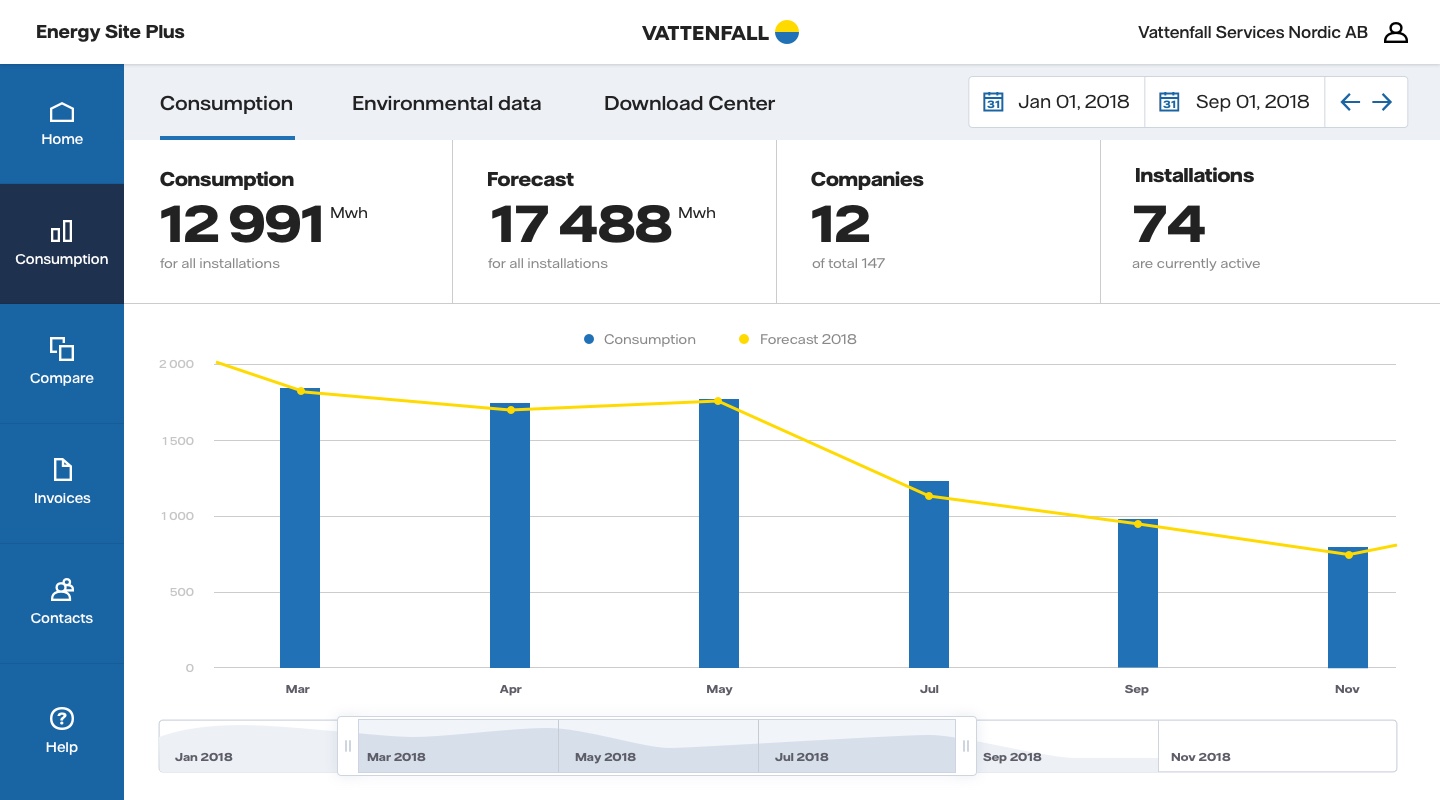 Energy Site Plus
VATTENFALL
Vattenfall Services Nordic AB
Home
Consumption
Compare
Invoices
Contacts
Help
Consumption
Environmental data
Download Center
31 Jan 01, 2018
31 Sep 01, 2018
Consumption
12 991 Mwh
for all installations
Forecast
17 488 Mwh
for all installations
Companies
12
of total 147
Installations
74
are currently active
Consumption
Forecast 2018
2 000
1 500
1 000
500
0
Mar
Apr
May
Jul
Sep
Nov
Jan 2018
Mar 2018
May 2018
Jul 2018
Sep 2018
Nov 2018